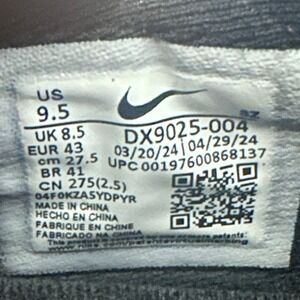 US
9.5
UK 8.5
EUR 43
cm 27.5
BR 41
CN 275(2.5)
DX9025-004
03/20/24 | 04/29/24
UPC 00197600868137
04F0KZA5YDPYR
MADE IN CHINA
HECHO EN CHINA
FABRIQUE EN CHINE
FABRICADO NA CHINA